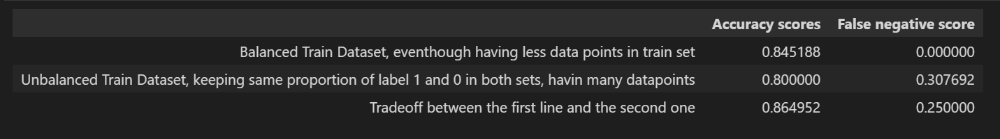 Accuracy scores False negative score
Balanced Train Dataset, eventhough having less data points in train set 0.845188 0.000000
Unbalanced Train Dataset, keeping same proportion of label 1 and 0 in both sets, havin many datapoints 0.800000 0.307692
Tradeoff between the first line and the second one 0.864952 0.250000